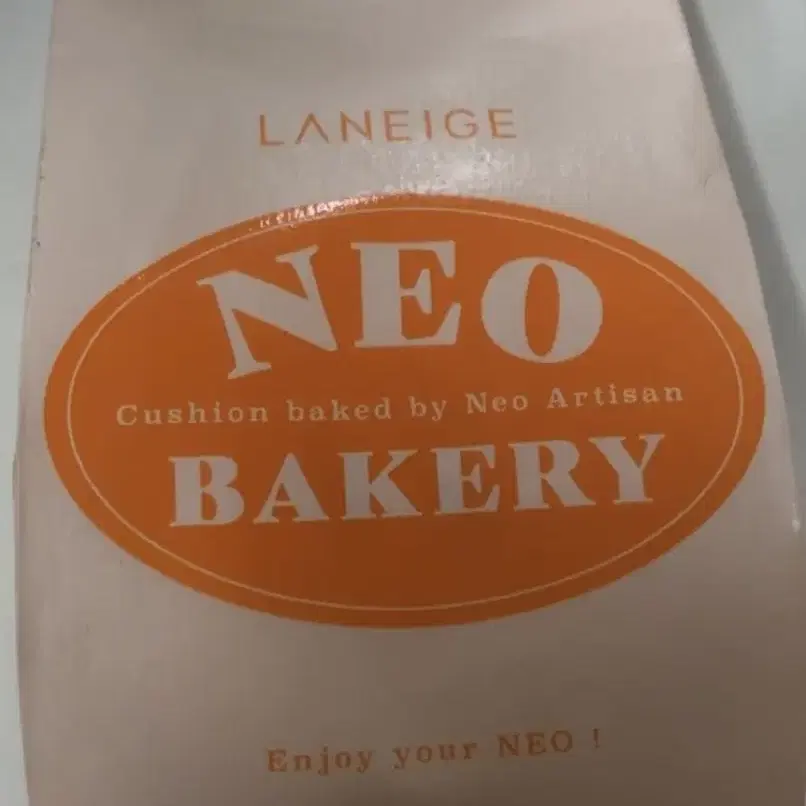 LANEIGE
NEO
Cushion baked by Neo Artisan
BAKERY
Enjoy your NEO !